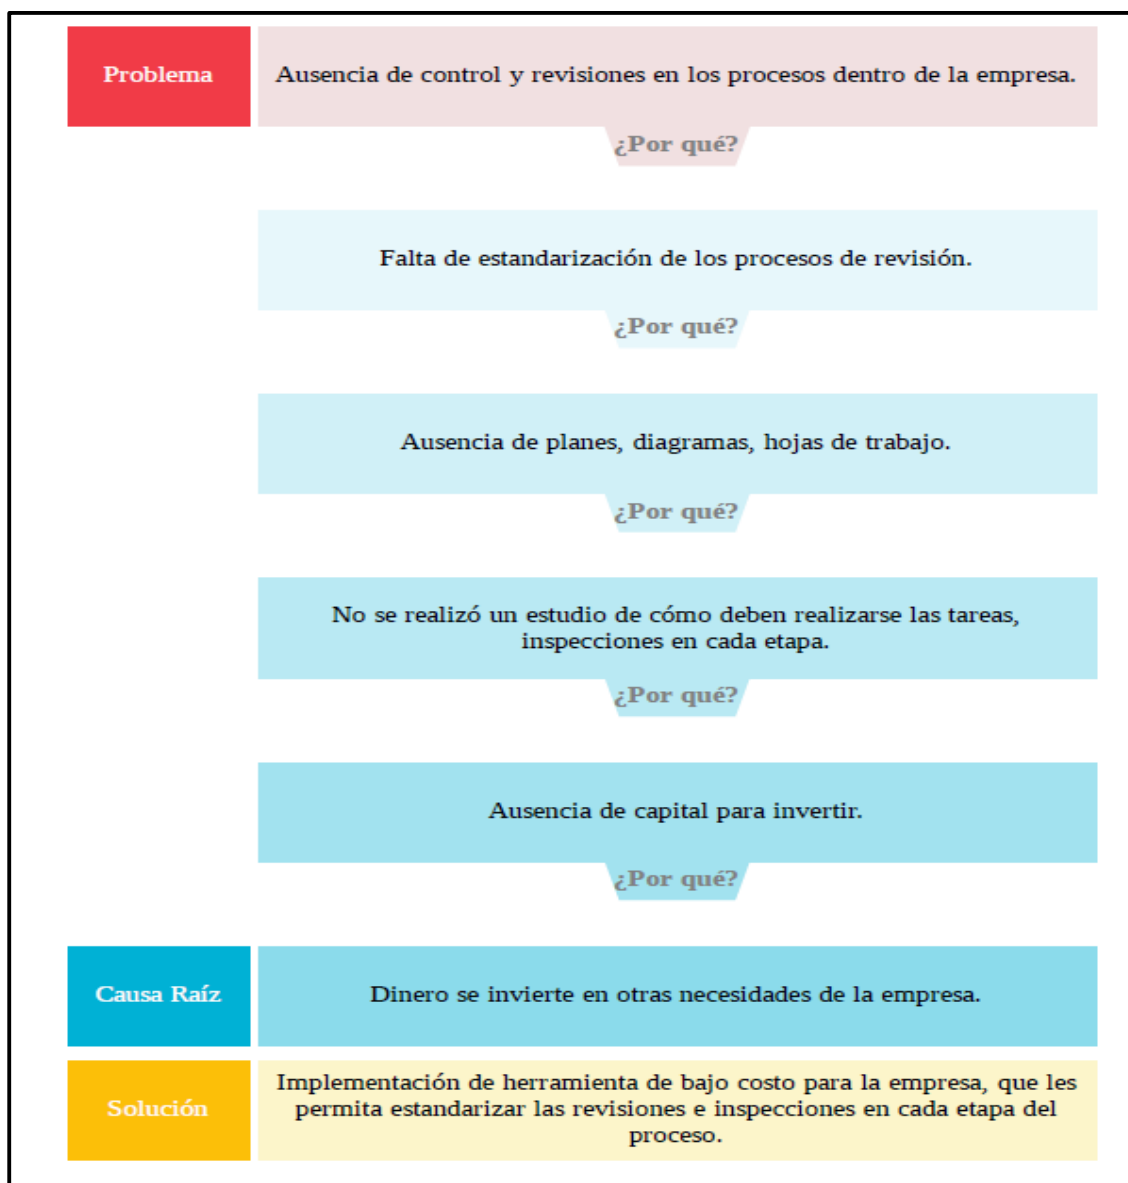 Problema
Ausencia de control y revisiones en los procesos dentro de la empresa.
¿Por qué?
Falta de estandarización de los procesos de revisión.
¿Por qué?
Ausencia de planes, diagramas, hojas de trabajo.
¿Por qué?
No se realizó un estudio de cómo deben realizarse las tareas,
inspecciones en cada etapa.
¿Por qué?
Ausencia de capital para invertir.
¿Por qué?
Causa Raíz
Dinero se invierte en otras necesidades de la empresa.
Solución
Implementación de herramienta de bajo costo para la empresa, que les
permita estandarizar las revisiones e inspecciones en cada etapa del
proceso.